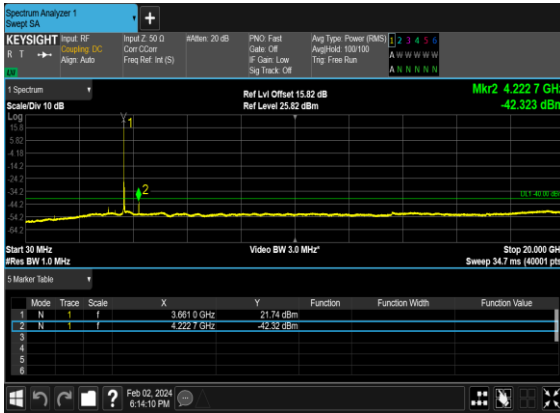 Spectrum Analyzer 1
Swept SA
+
KEYSIGHT Input: RF Input Z: 50 Ω #Atten: 20 dB PNO: Fast Avg Type: Power (RMS) 1 2 3 4 5 6
R T Coupling: DC Corr CCorr Gate: Off Avg|Hold: 100/100 A W W W W W
Align: Auto Freq Ref: Int (S) IF Gain: Low Trig: Free Run
LXI Sig Track: Off A N N N N N
1 Spectrum Ref Lvl Offset 15.82 dB Mkr2 4.222 7 GHz
Scale/Div 10 dB Ref Level 25.82 dBm -42.323 dBm
Log
15.8
5.82
-4.18
-14.2
-24.2
-34.2
-44.2
-54.2
-64.2
1
2
DL1 -40.00 dBm
Start 30 MHz Video BW 3.0 MHz* Stop 20.000 GHz
#Res BW 1.0 MHz Sweep 34.7 ms (40001 pts)
5 Marker Table
Mode Trace Scale X Y Function Function Width Function Value
1 N 1 f 3.661 0 GHz 21.74 dBm
2 N 1 f 4.222 7 GHz -42.32 dBm
3
4
5
6
? Feb 02, 2024
6:14:10 PM